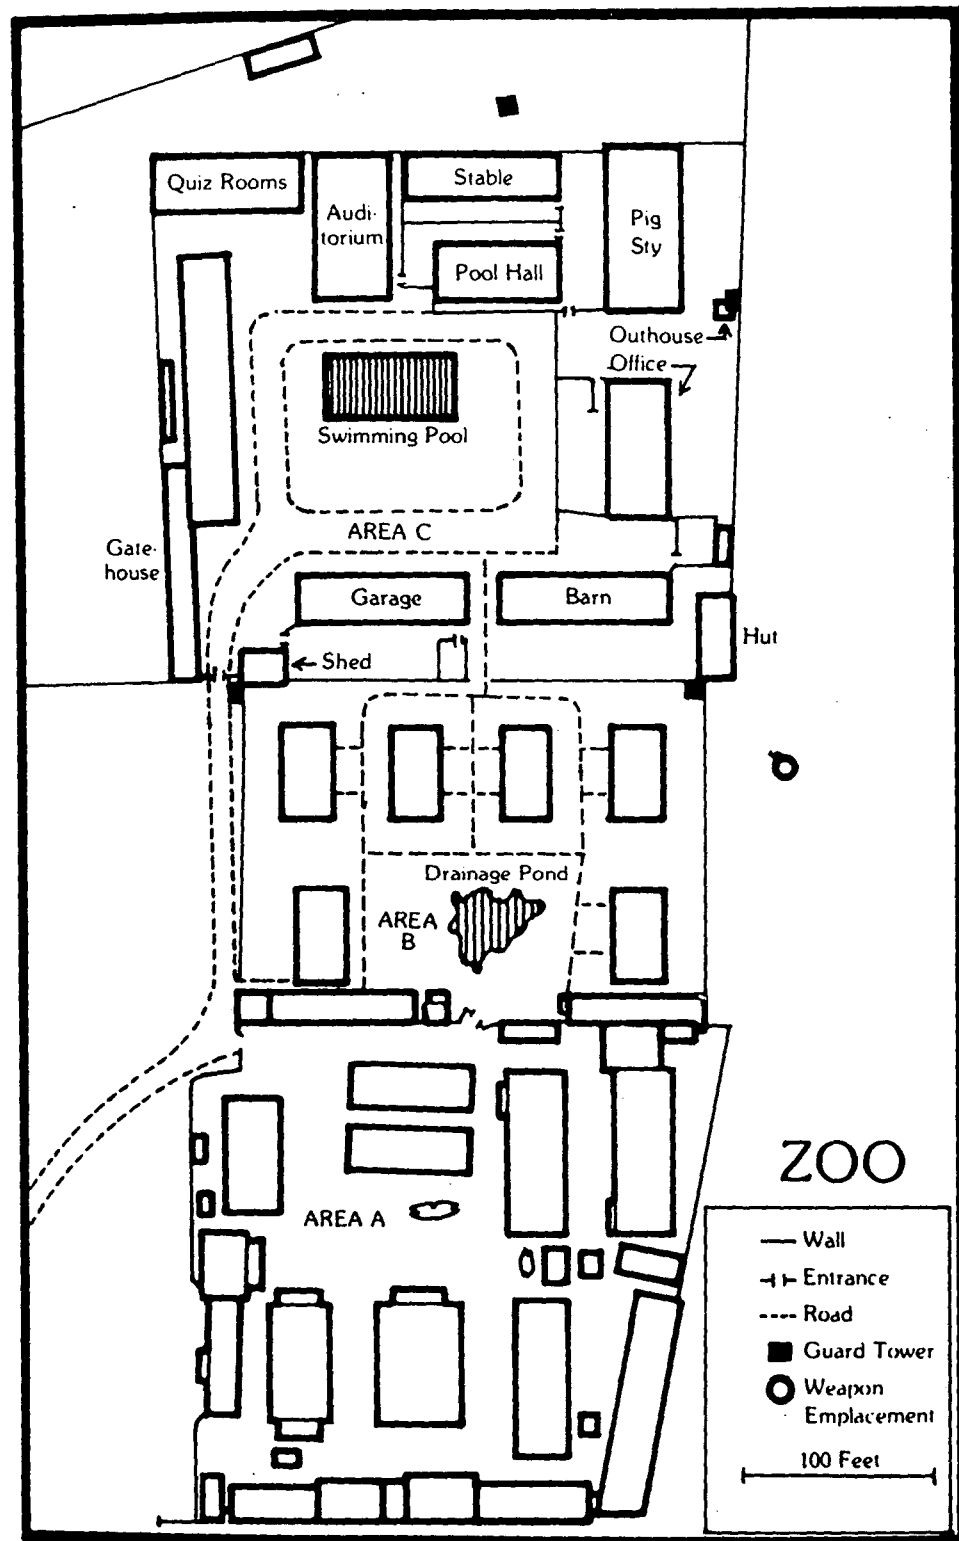 Quiz Rooms
Audi-
torium
Stable
Pool Hall
Pig
Sty
Outhouse
Office
Swimming Pool
AREA C
Gate-
house
Garage
Barn
Hut
Shed
Drainage Pond
AREA
B
AREA A
ZOO
Wall
Entrance
Road
Guard Tower
Weapon
Emplacement
100 Feet